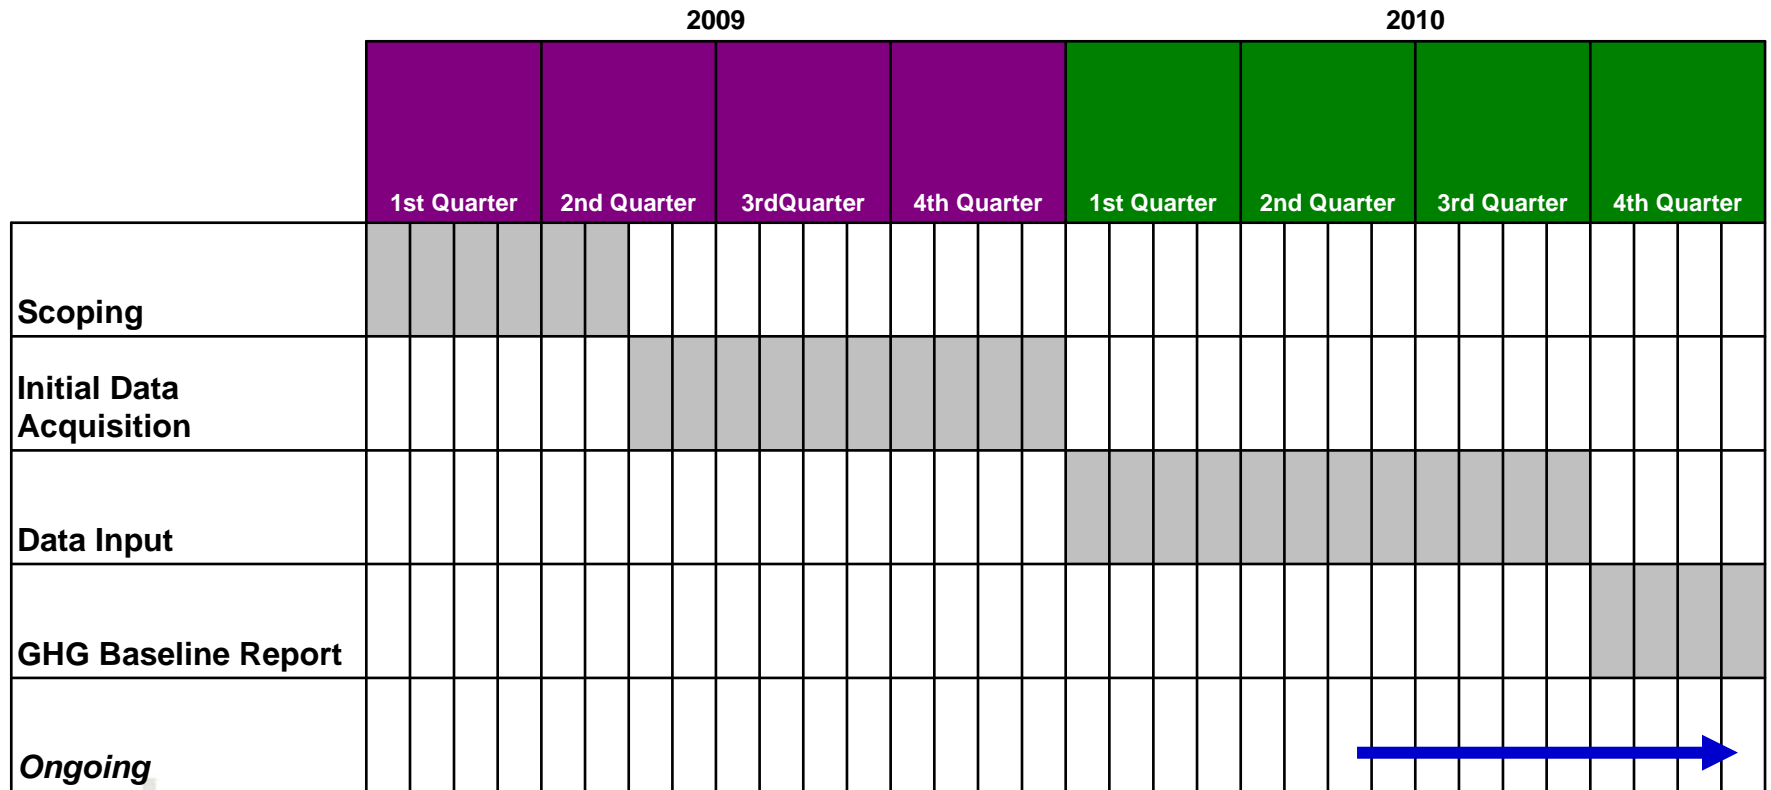 2009 2010
1st Quarter 2nd Quarter 3rdQuarter 4th Quarter 1st Quarter 2nd Quarter 3rd Quarter 4th Quarter
Scoping
Initial Data
Acquisition
Data Input
GHG Baseline Report
Ongoing